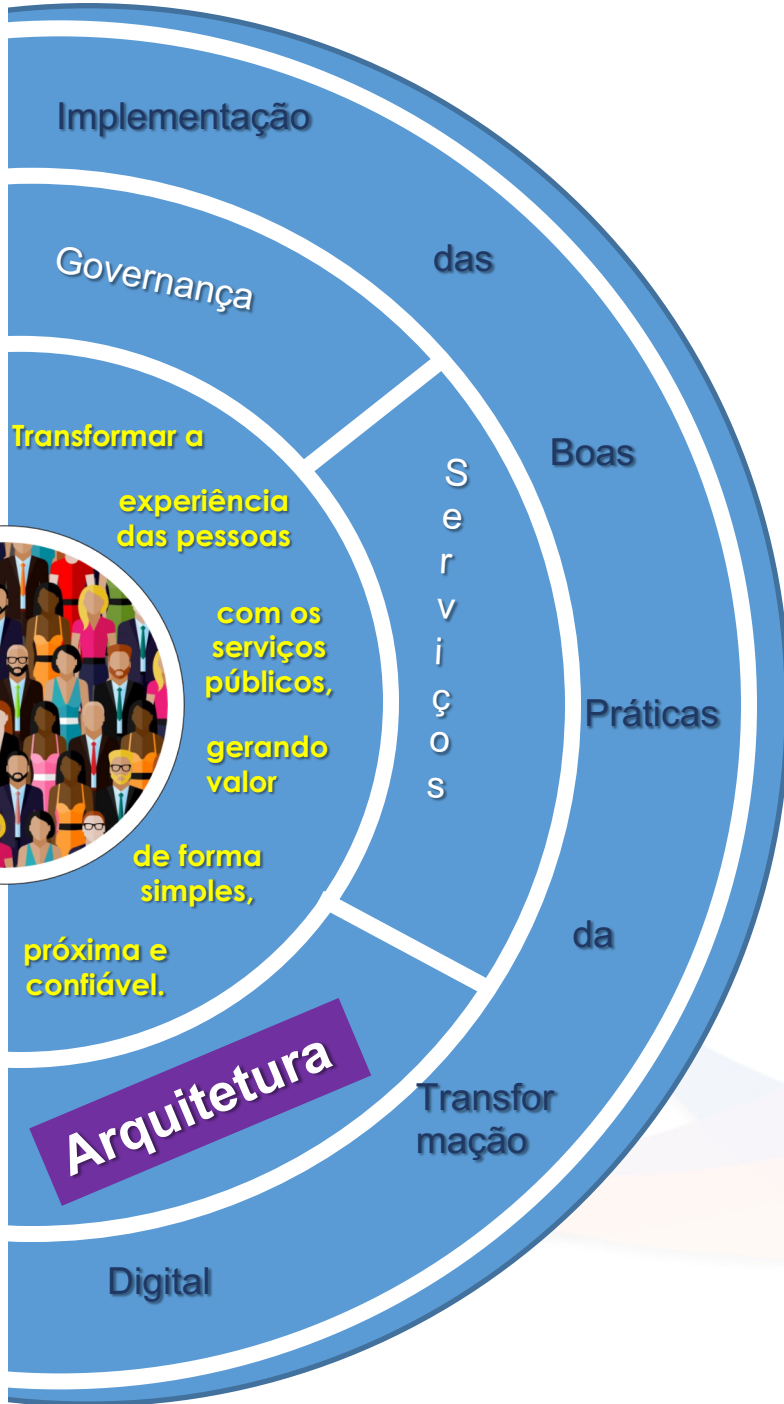 Implementação
das
Boas
Práticas
da
Transfor
mação
Digital
Governança
Serviços
Arquitetura
Transformar a
experiência
das pessoas
com os
serviços
públicos,
gerando
valor
de forma
simples,
próxima e
confiável.